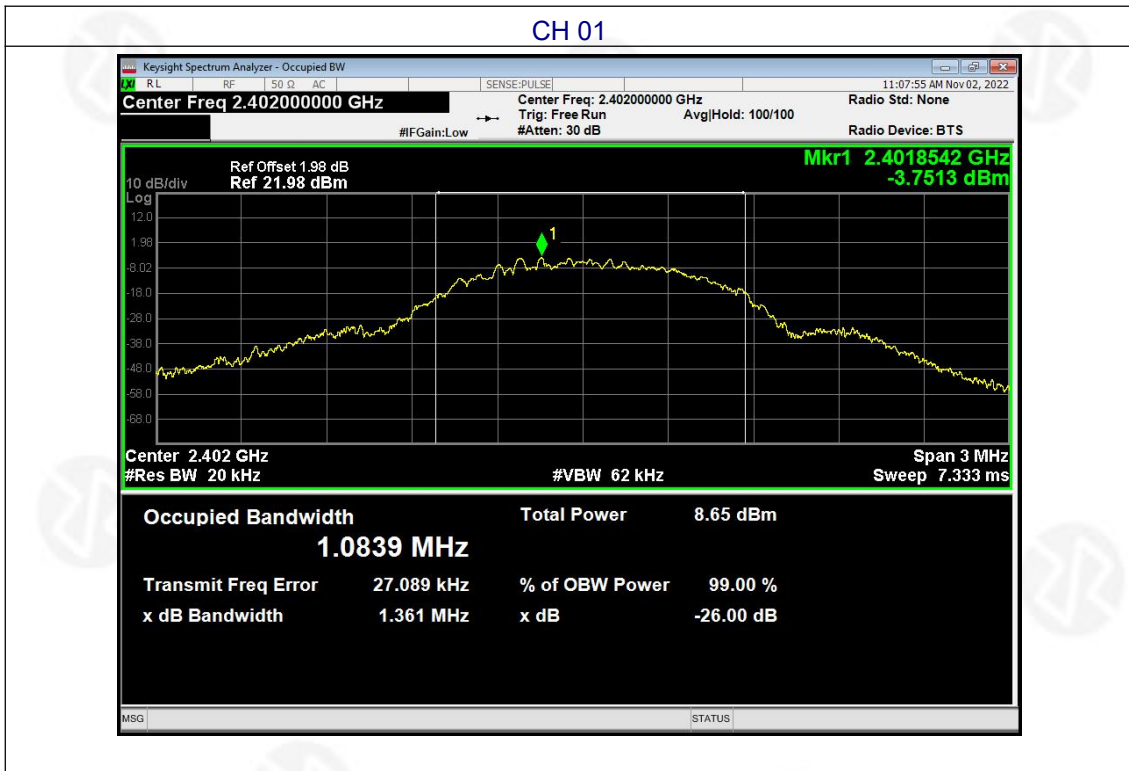 CH 01
Keysight Spectrum Analyzer - Occupied BW
LXI RL RF 50 Ω AC SENSE:PULSE 11:07:55 AM Nov 02, 2022
Center Freq 2.402000000 GHz Center Freq: 2.402000000 GHz Radio Std: None
Trig: Free Run Avg|Hold: 100/100
#IFGain:Low #Atten: 30 dB Radio Device: BTS
Mkr1 2.4018542 GHz
Ref Offset 1.98 dB
10 dB/div Ref 21.98 dBm -3.7513 dBm
Log
12.0
1.98
1
-8.02
-18.0
-28.0
-38.0
-48.0
-58.0
-68.0
Center 2.402 GHz Span 3 MHz
#Res BW 20 kHz #VBW 62 kHz Sweep 7.333 ms
Occupied Bandwidth Total Power 8.65 dBm
1.0839 MHz
Transmit Freq Error 27.089 kHz % of OBW Power 99.00 %
x dB Bandwidth 1.361 MHz x dB -26.00 dB
MSG STATUS